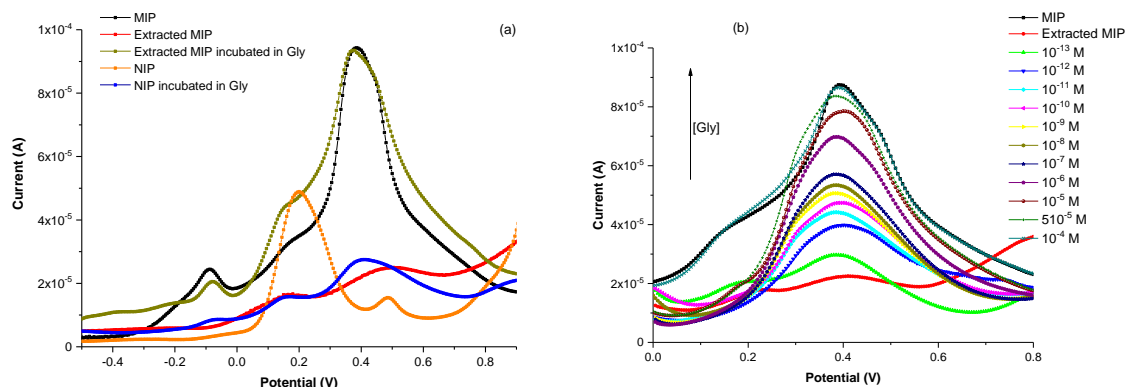 MIP
Extracted MIP
Extracted MIP incubated in Gly
NIP
NIP incubated in Gly
(a)
1x10⁻⁴
8x10⁻⁵
6x10⁻⁵
4x10⁻⁵
2x10⁻⁵
0
Current (A)
-0.4 -0.2 0.0 0.2 0.4 0.6 0.8
Potential (V)
(b)
[Gly]
1x10⁻⁴
8x10⁻⁵
6x10⁻⁵
4x10⁻⁵
2x10⁻⁵
0
Current (A)
0.0 0.2 0.4 0.6 0.8
Potential (V)
MIP
Extracted MIP
10⁻¹³ M
10⁻¹² M
10⁻¹¹ M
10⁻¹⁰ M
10⁻⁹ M
10⁻⁸ M
10⁻⁷ M
10⁻⁶ M
10⁻⁵ M
510⁻⁵ M
10⁻⁴ M